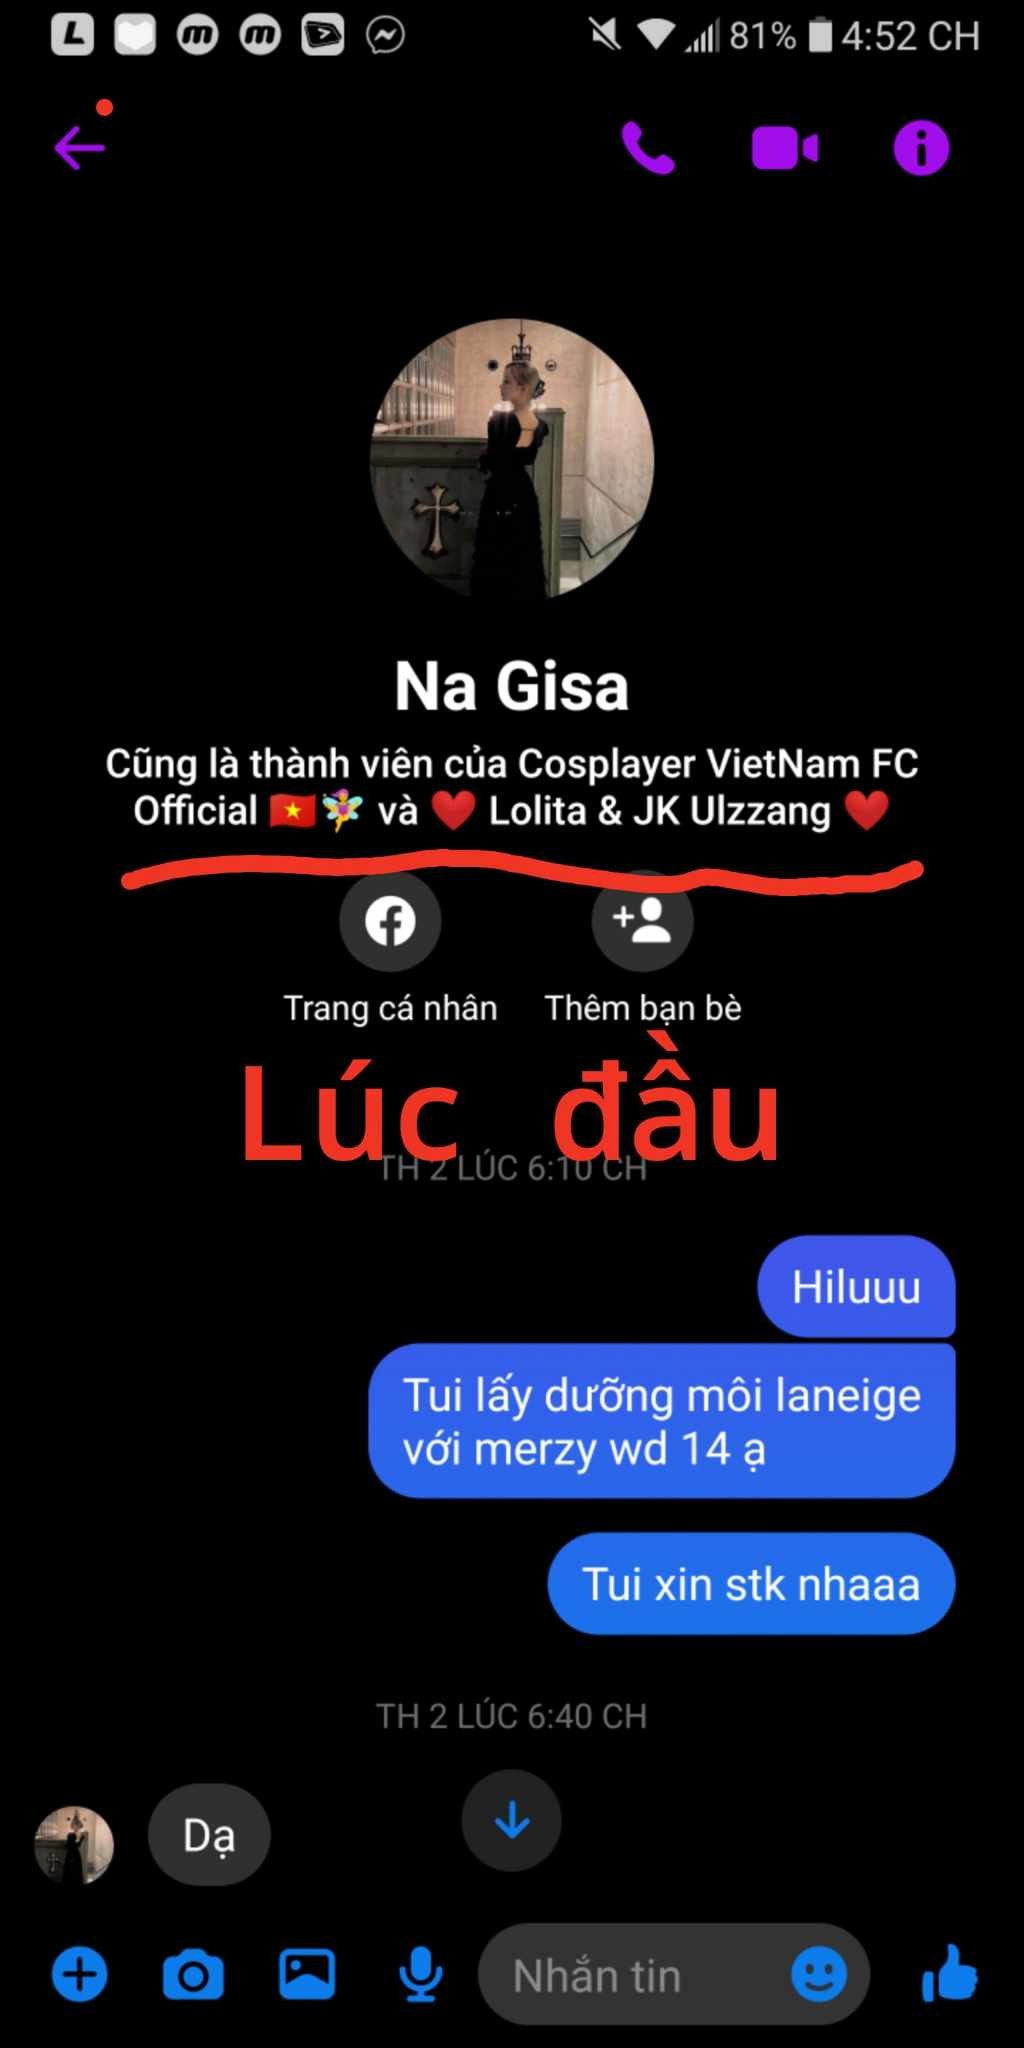 81% 4:52 CH
Na Gisa
Cũng là thành viên của Cosplayer VietNam FC
Official 🇻🇳🧚 và ❤️ Lolita & JK Ulzzang ❤️
Trang cá nhân Thêm bạn bè
Lúc đầu
TH 2 LÚC 6:10 CH
Hiluuu
Tui lấy dưỡng môi laneige
với merzy wd 14 ạ
Tui xin stk nhaaa
TH 2 LÚC 6:40 CH
Dạ
Nhắn tin